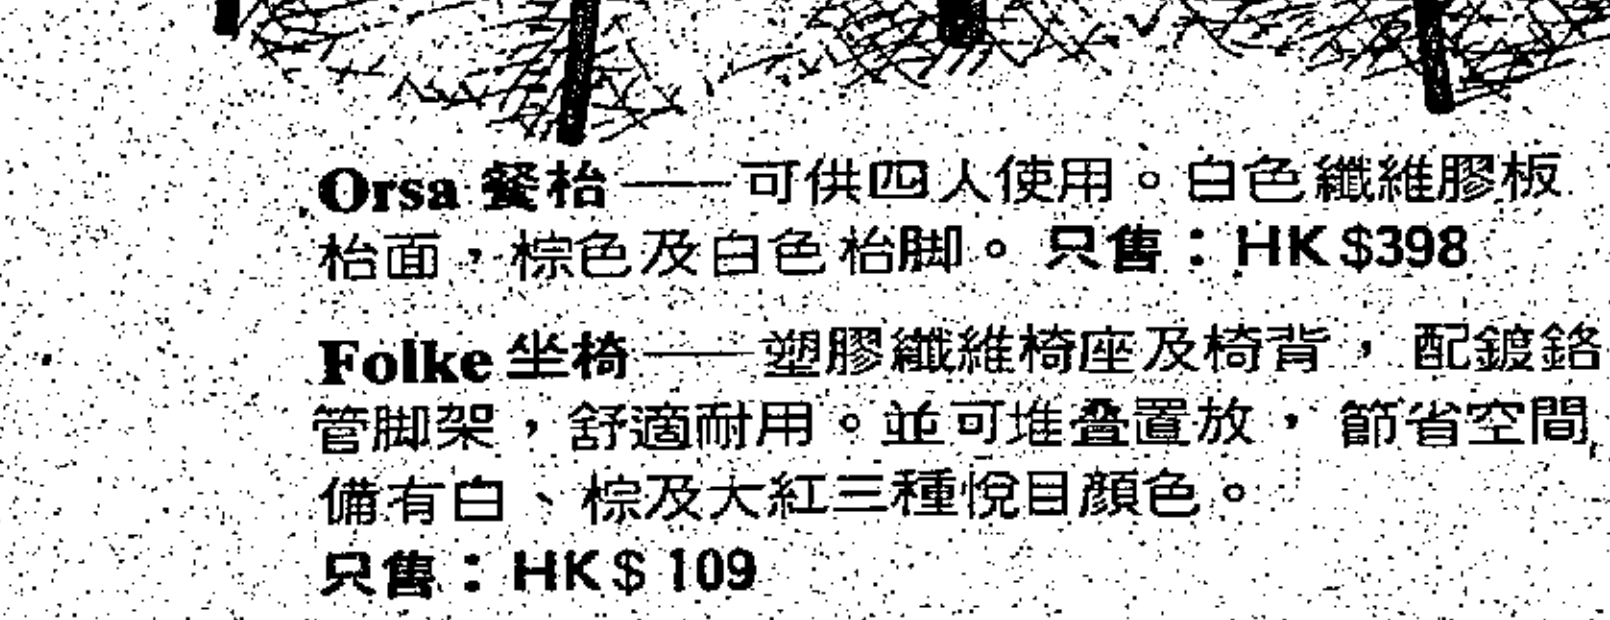 Orsa 餐枱——可供四人使用。白色纖維膠板
枱面，棕色及白色枱脚。只售：HK$398
Folke 坐椅——塑膠纖維椅座及椅背，配鍍鉻
管脚架，舒適耐用。並可堆叠置放，節省空間，
備有白、棕及大紅三種悅目顏色。
只售：HK$109